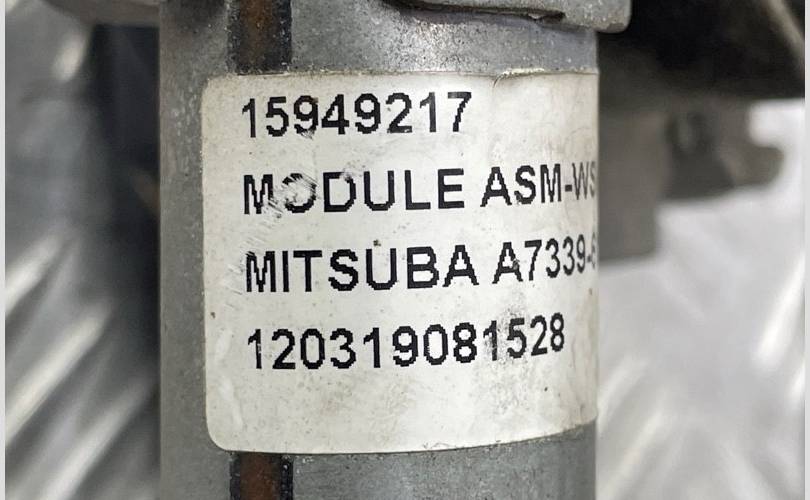 15949217
MODULE ASM-WS
MITSUBA A7339-
120319081528